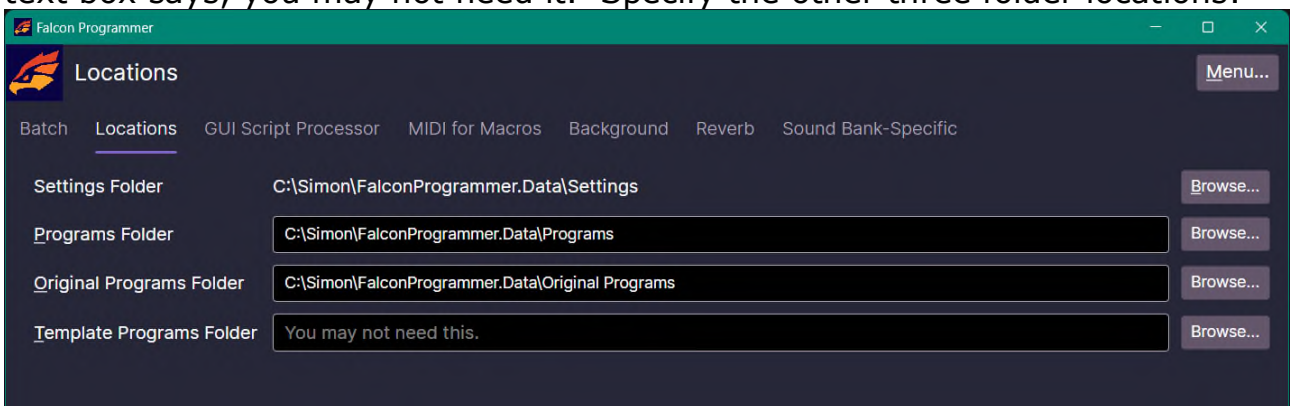 text box says, you may not need it. Specify the other three folder locations.
Falcon Programmer
Locations
Menu...
Batch Locations GUI Script Processor MIDI for Macros Background Reverb Sound Bank-Specific
Settings Folder C:\Simon\FalconProgrammer.Data\Settings Browse...
Programs Folder C:\Simon\FalconProgrammer.Data\Programs Browse...
Original Programs Folder C:\Simon\FalconProgrammer.Data\Original Programs Browse...
Template Programs Folder You may not need this. Browse...